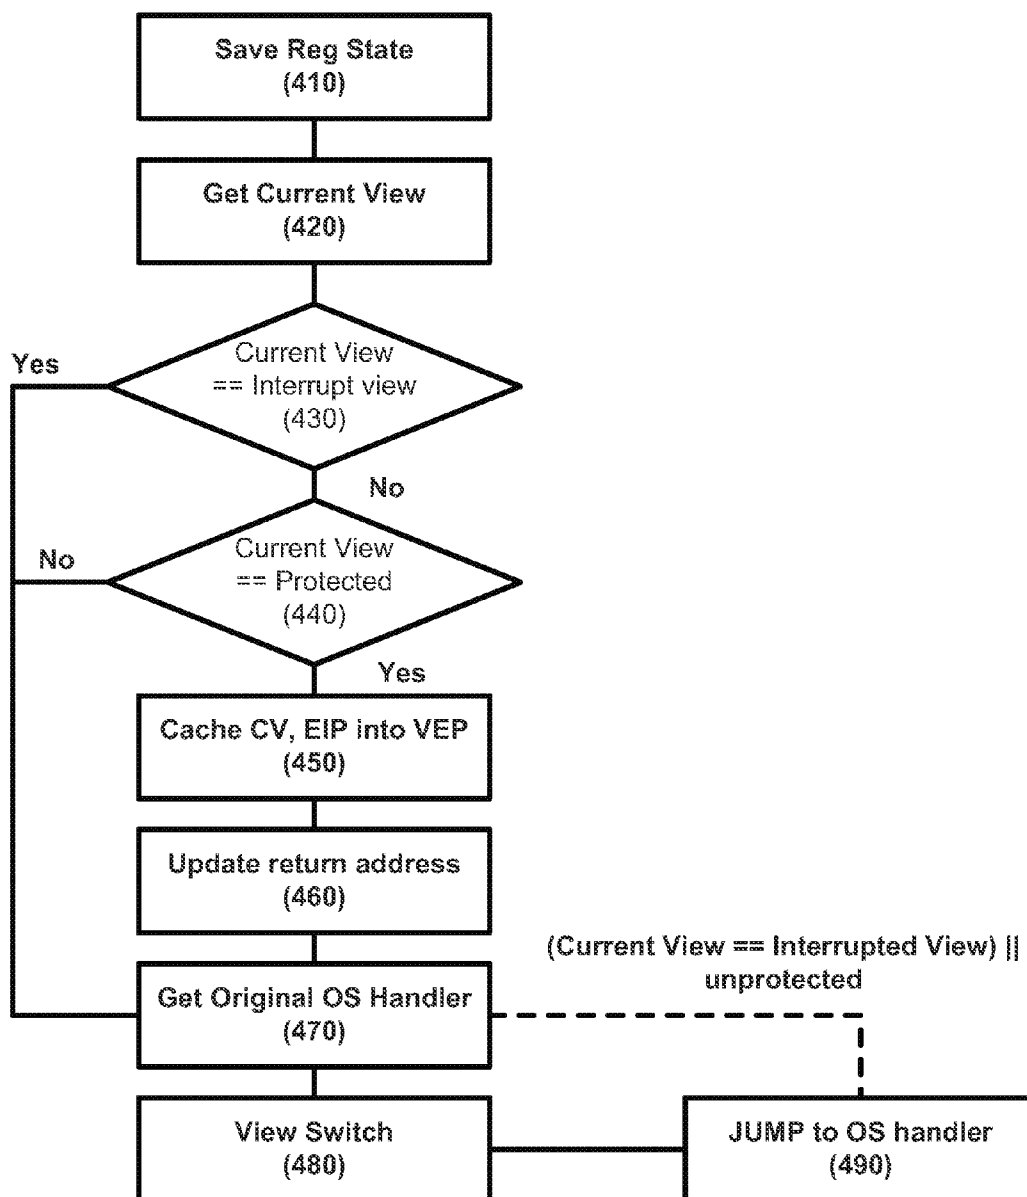 Save Reg State
(410)
Get Current View
(420)
Yes
Current View
== Interrupt view
(430)
No
No
Current View
== Protected
(440)
Yes
Cache CV, EIP into VEP
(450)
Update return address
(460)
(Current View == Interrupted View) ||
unprotected
Get Original OS Handler
(470)
View Switch
(480)
JUMP to OS handler
(490)